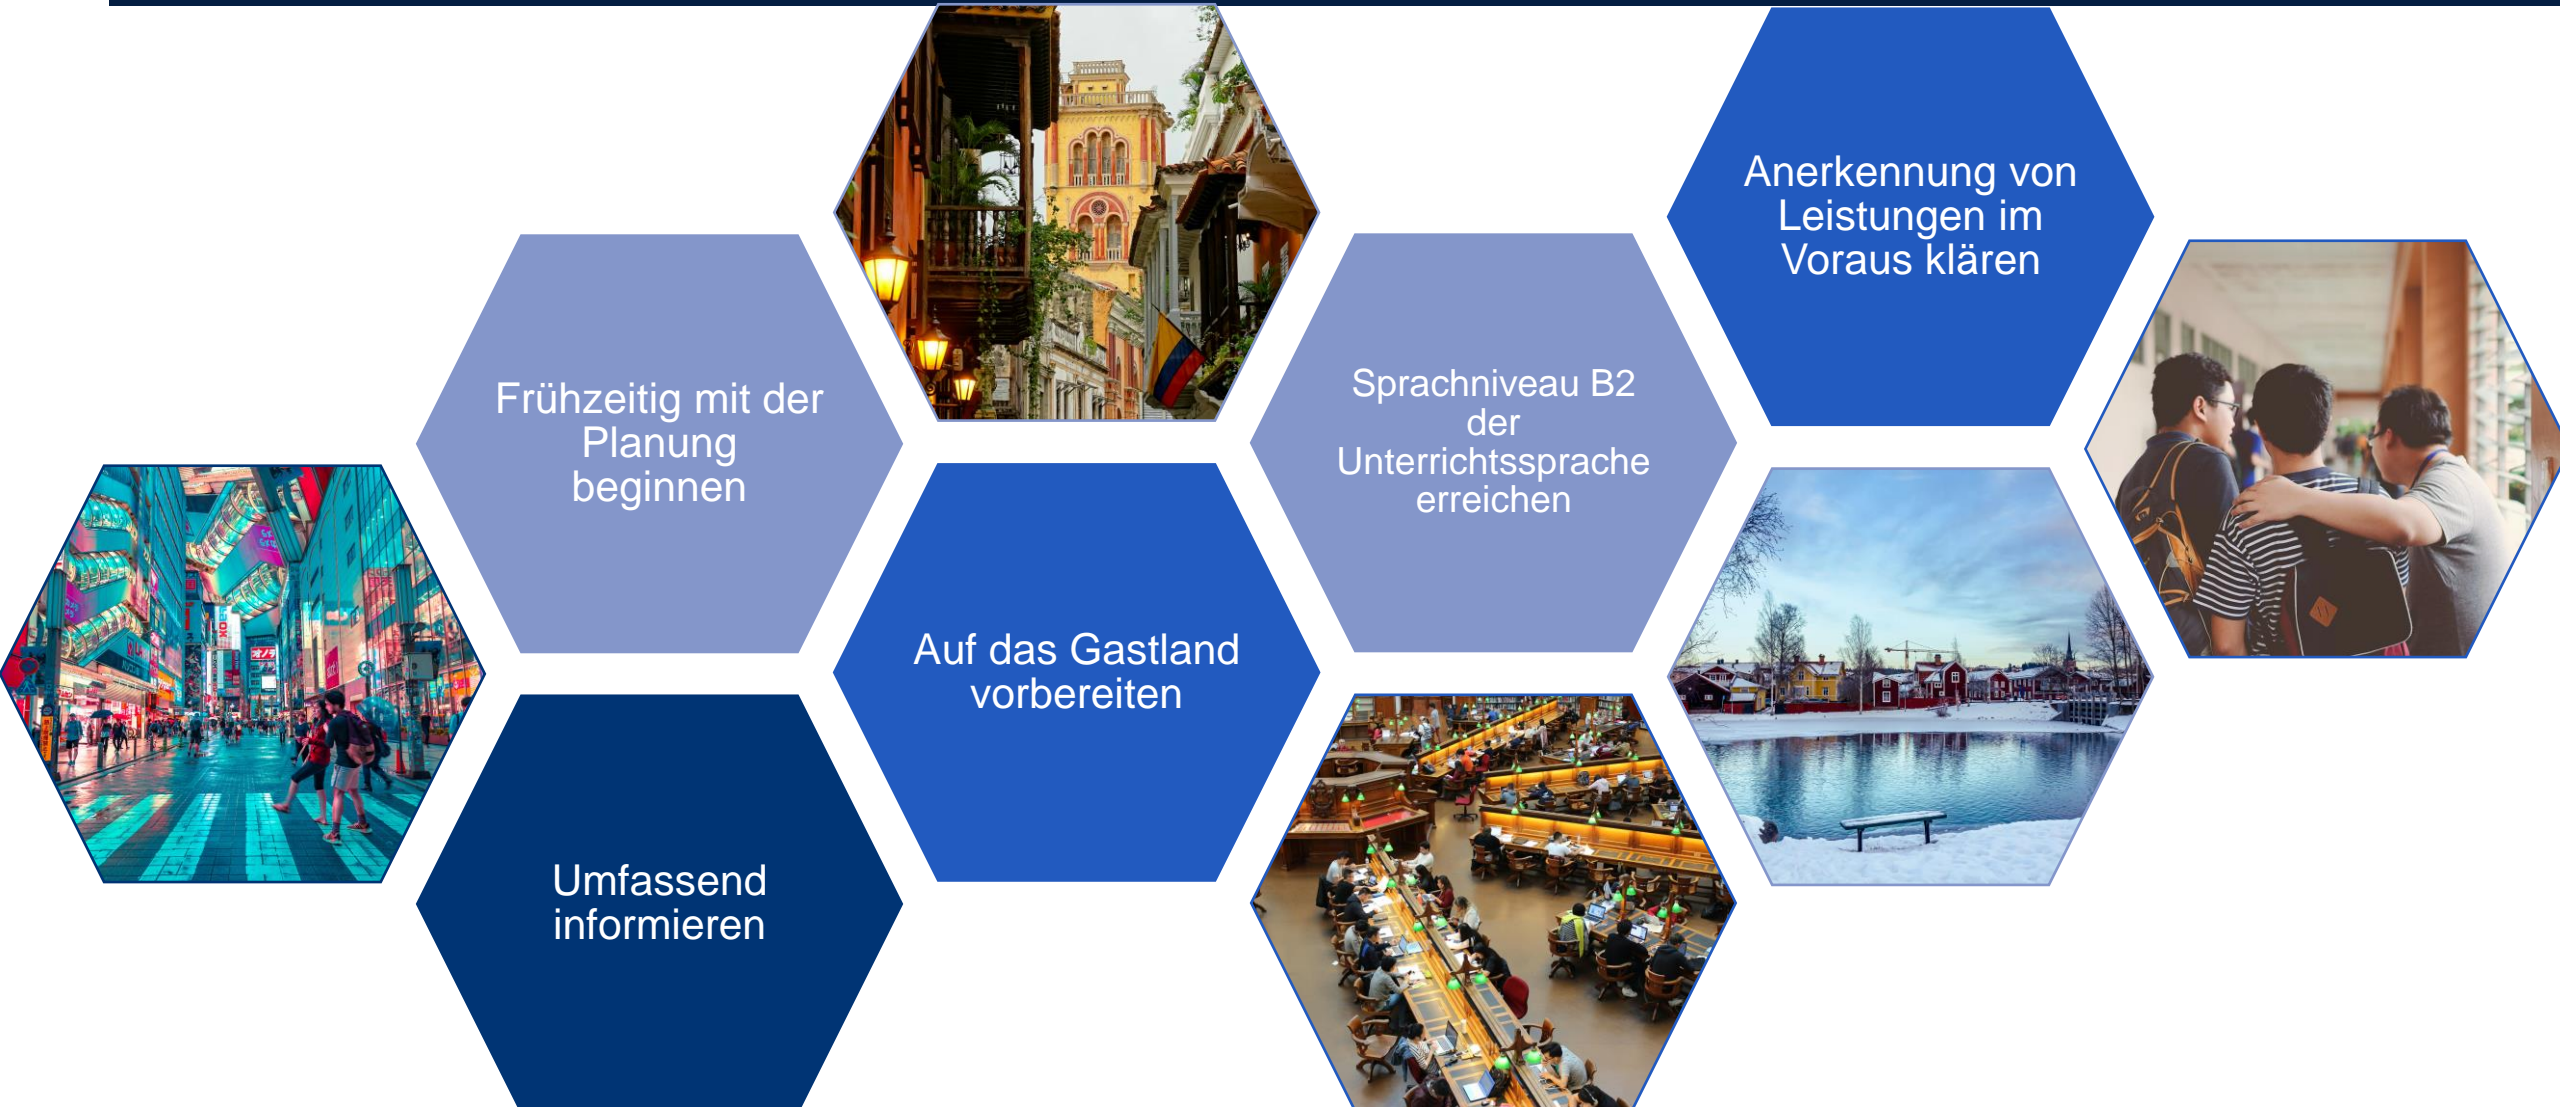 Frühzeitig mit der
Planung
beginnen
Umfassend
informieren
Auf das Gastland
vorbereiten
Sprachniveau B2
der
Unterrichtssprache
erreichen
Anerkennung von
Leistungen im
Voraus klären